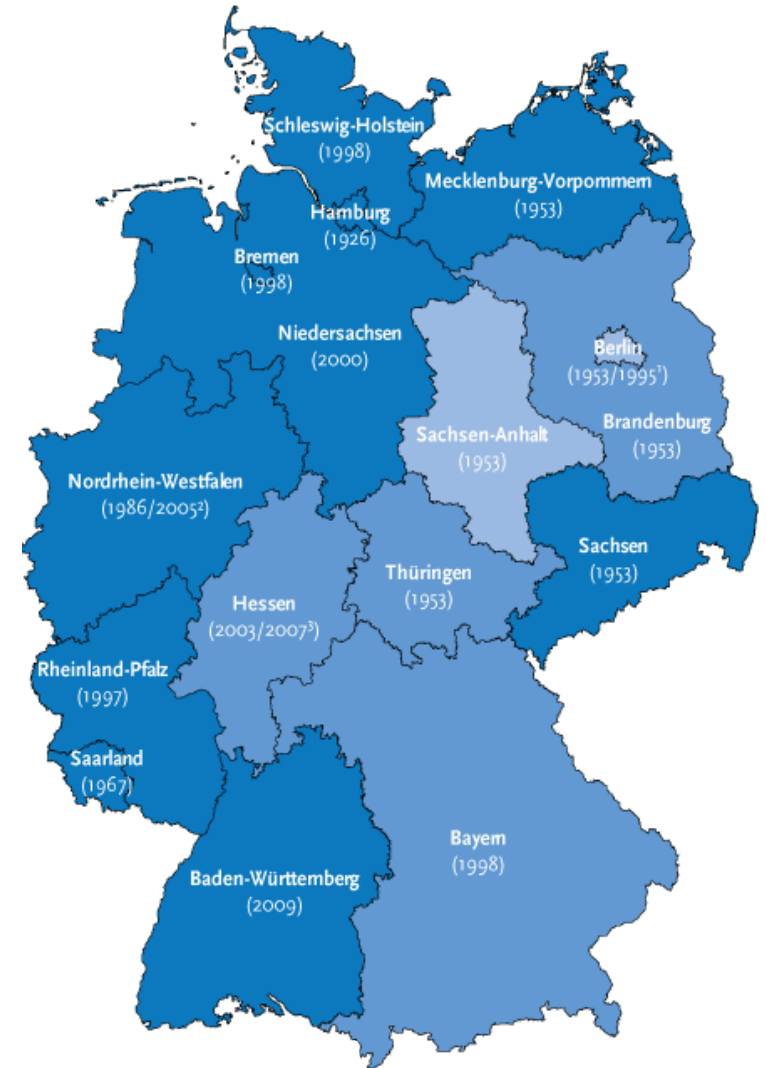 Schleswig-Holstein
(1998)
Mecklenburg-Vorpommern
(1953)
Hamburg
(1926)
Bremen
(1998)
Niedersachsen
(2000)
Berlin
(1953/1995¹)
Brandenburg
(1953)
Sachsen-Anhalt
(1953)
Nordrhein-Westfalen
(1986/2005²)
Sachsen
(1953)
Thüringen
(1953)
Hessen
(2003/2007³)
Rheinland-Pfalz
(1997)
Saarland
(1967)
Bayern
(1998)
Baden-Württemberg
(2009)